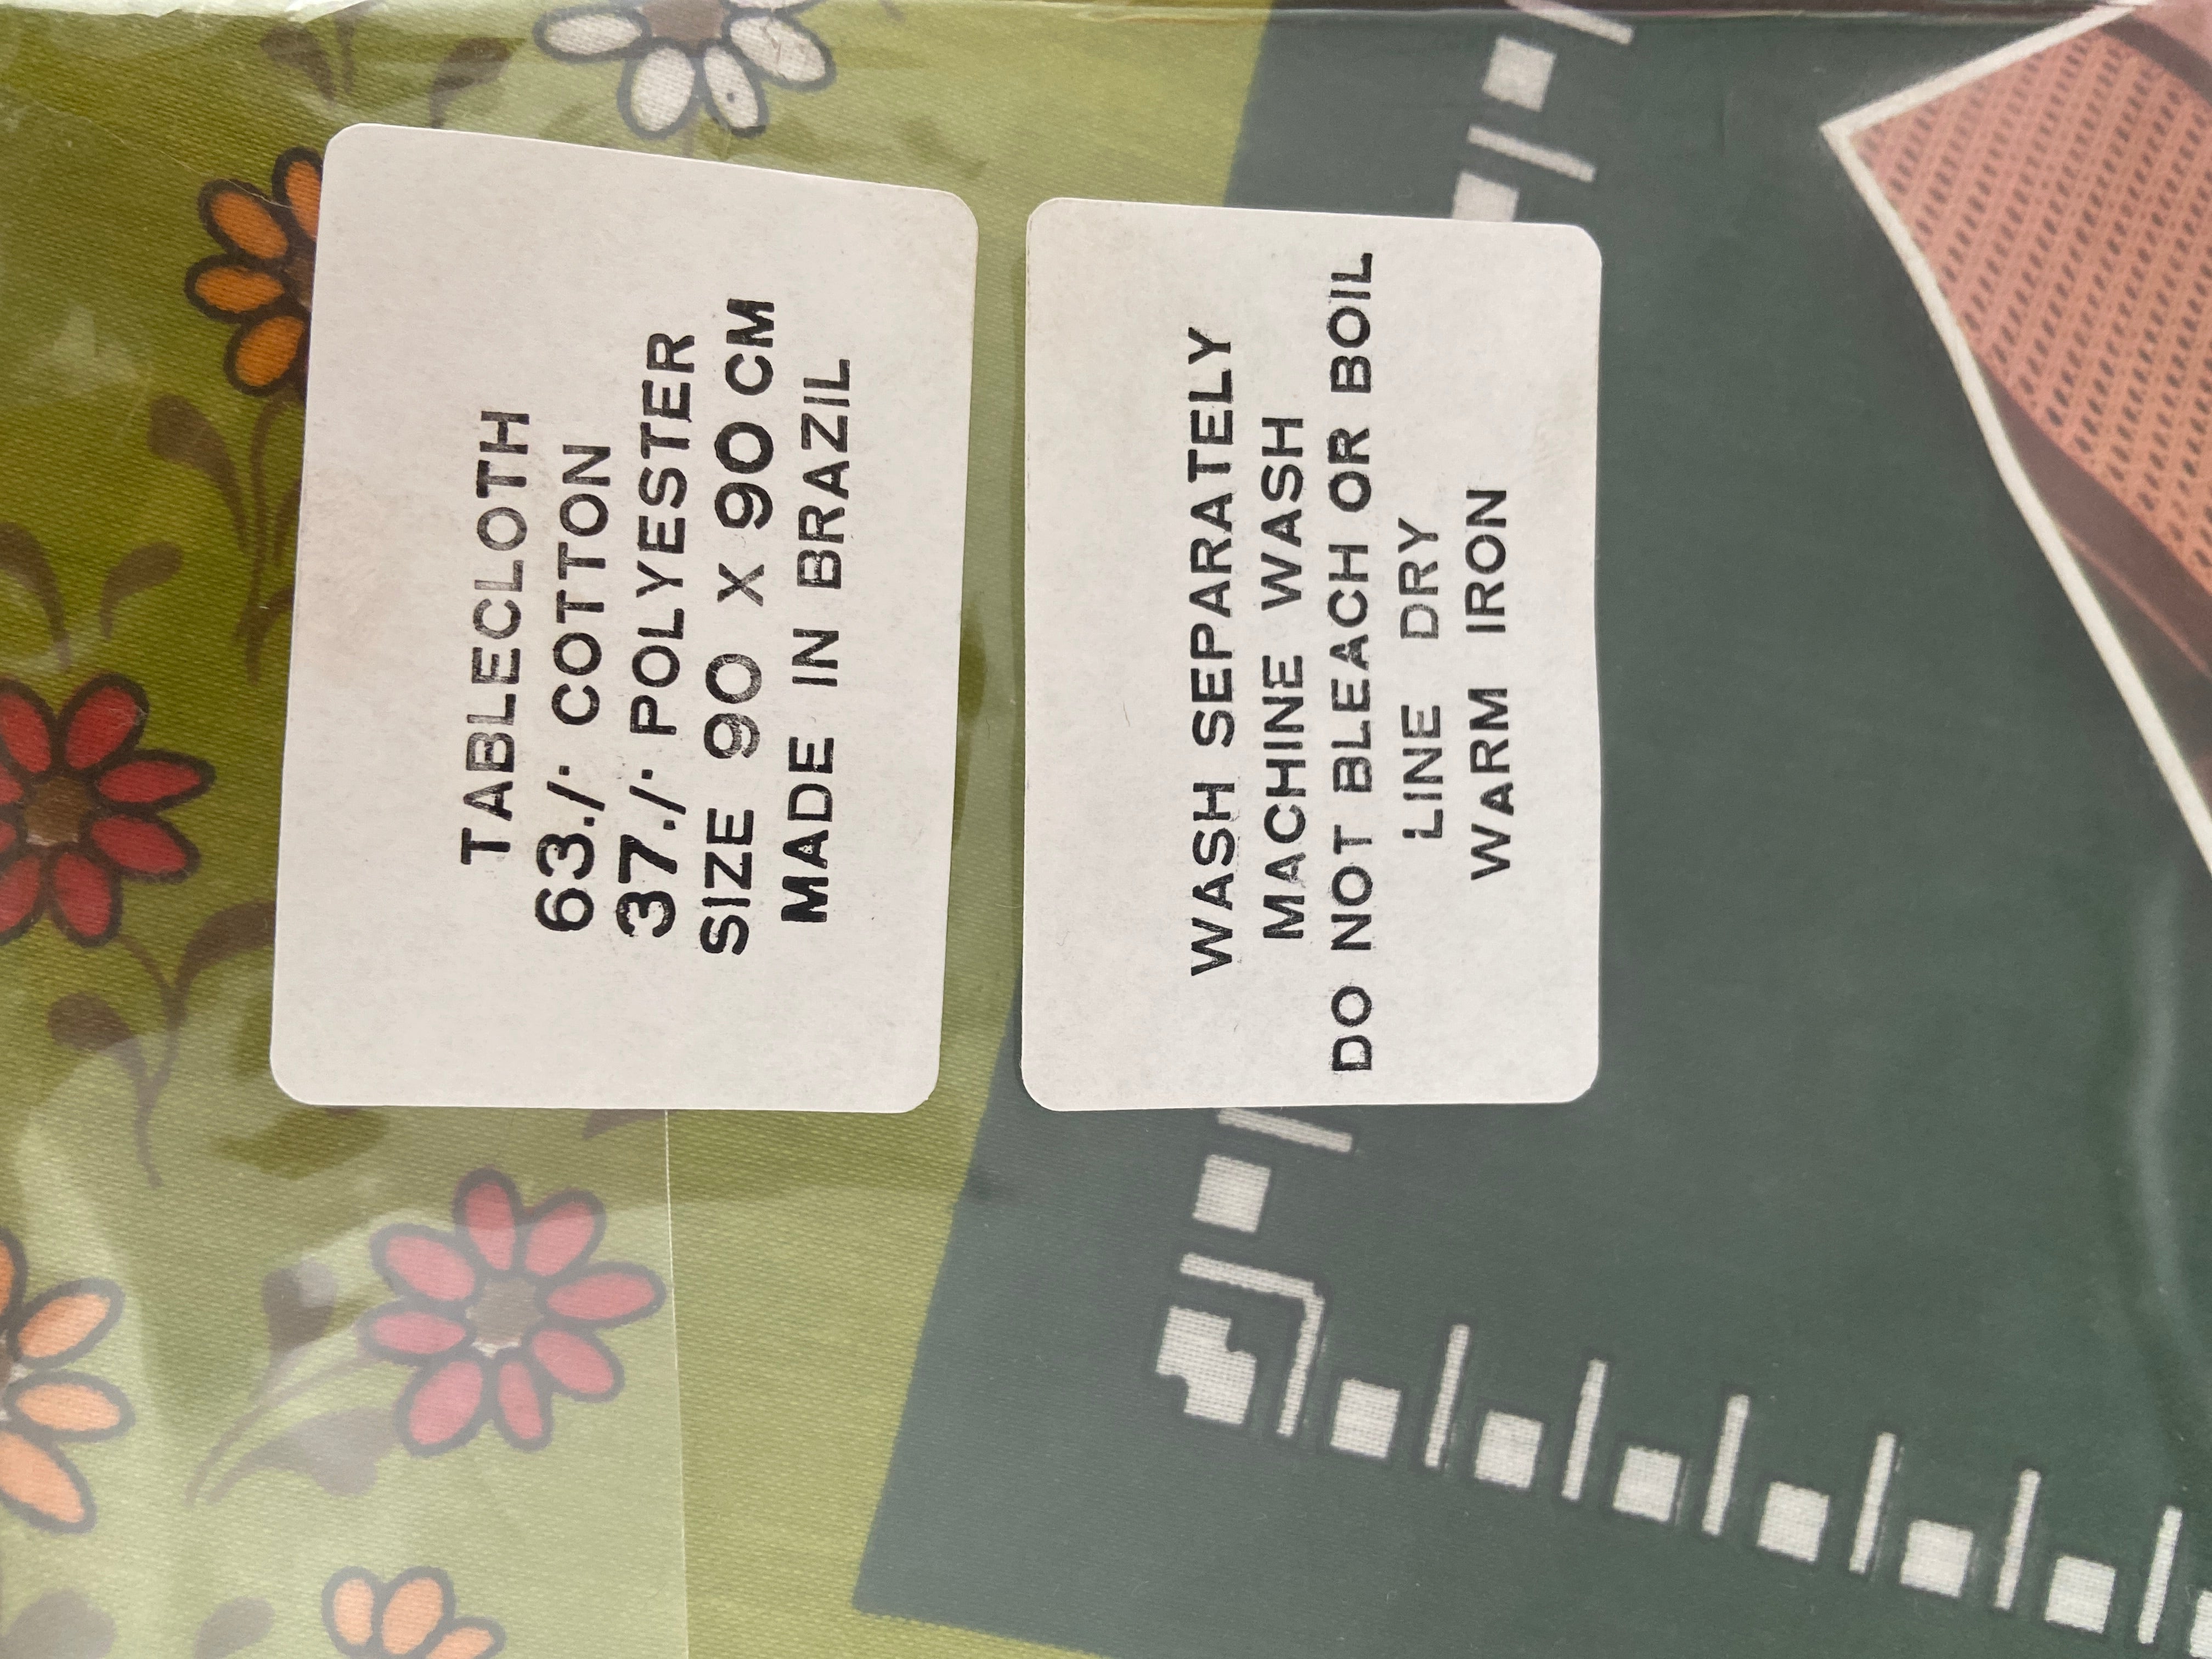 TABLECLOTH
63./· COTTON
37./· POLYESTER
SIZE 90 X 90 CM
MADE IN BRAZIL
WASH SEPARATELY
MACHINE WASH
DO NOT BLEACH OR BOIL
LINE DRY
WARM IRON